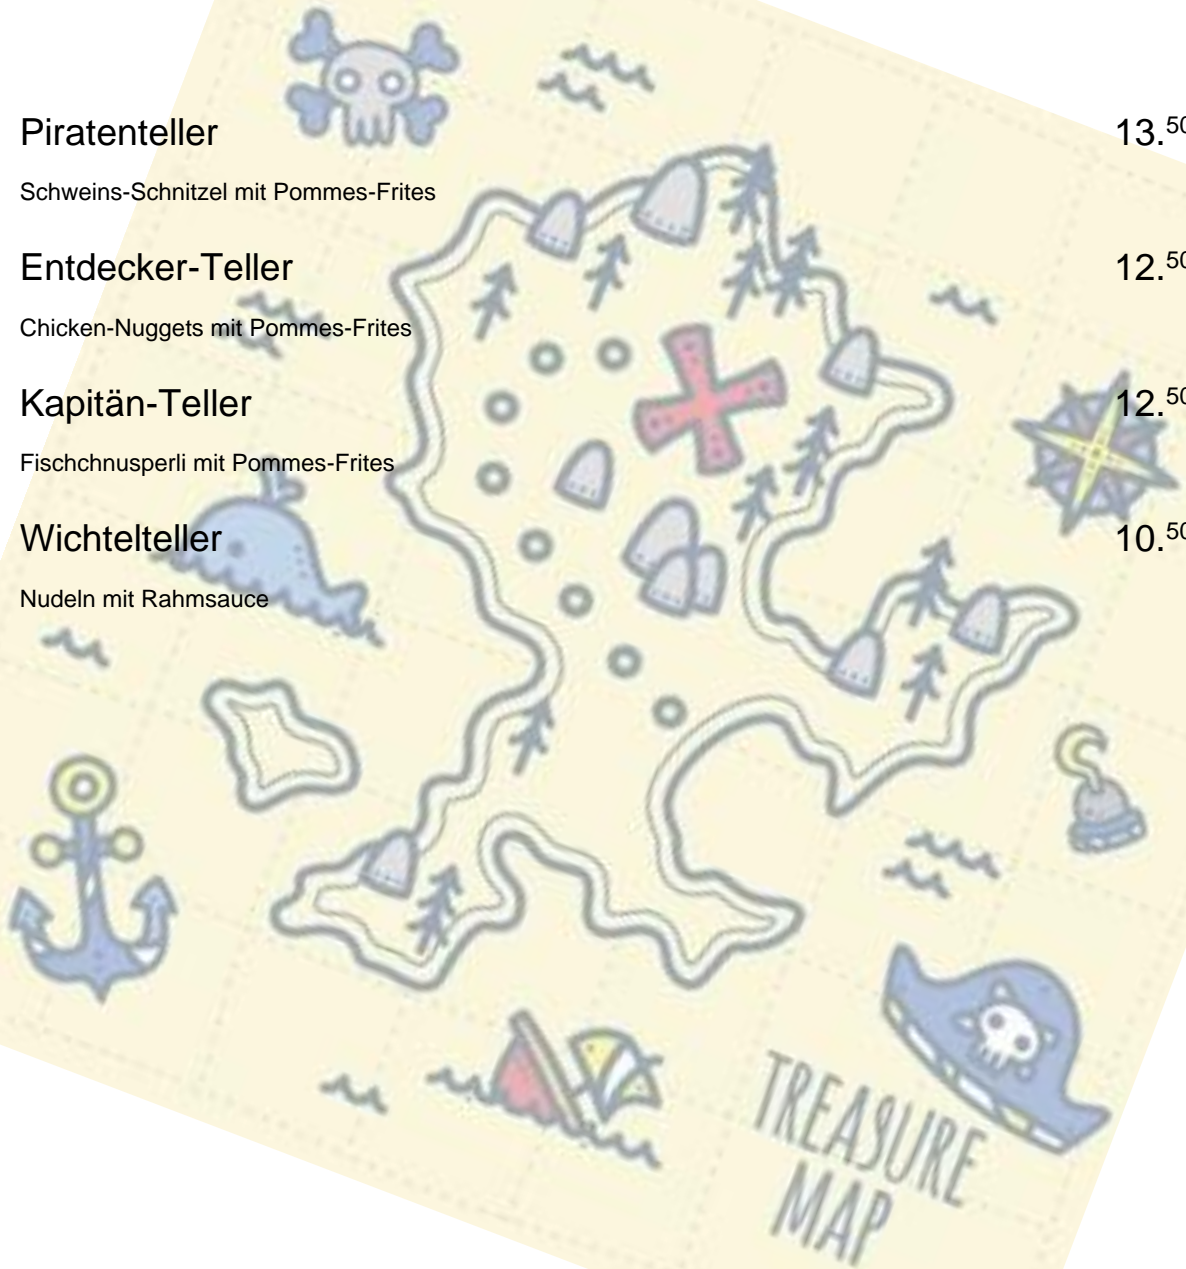 Piratenteller 13.50
Schweins-Schnitzel mit Pommes-Frites
Entdecker-Teller 12.50
Chicken-Nuggets mit Pommes-Frites
Kapitän-Teller 12.50
Fischchnusperli mit Pommes-Frites
Wichtelteller 10.50
Nudeln mit Rahmsauce
TREASURE
MAP